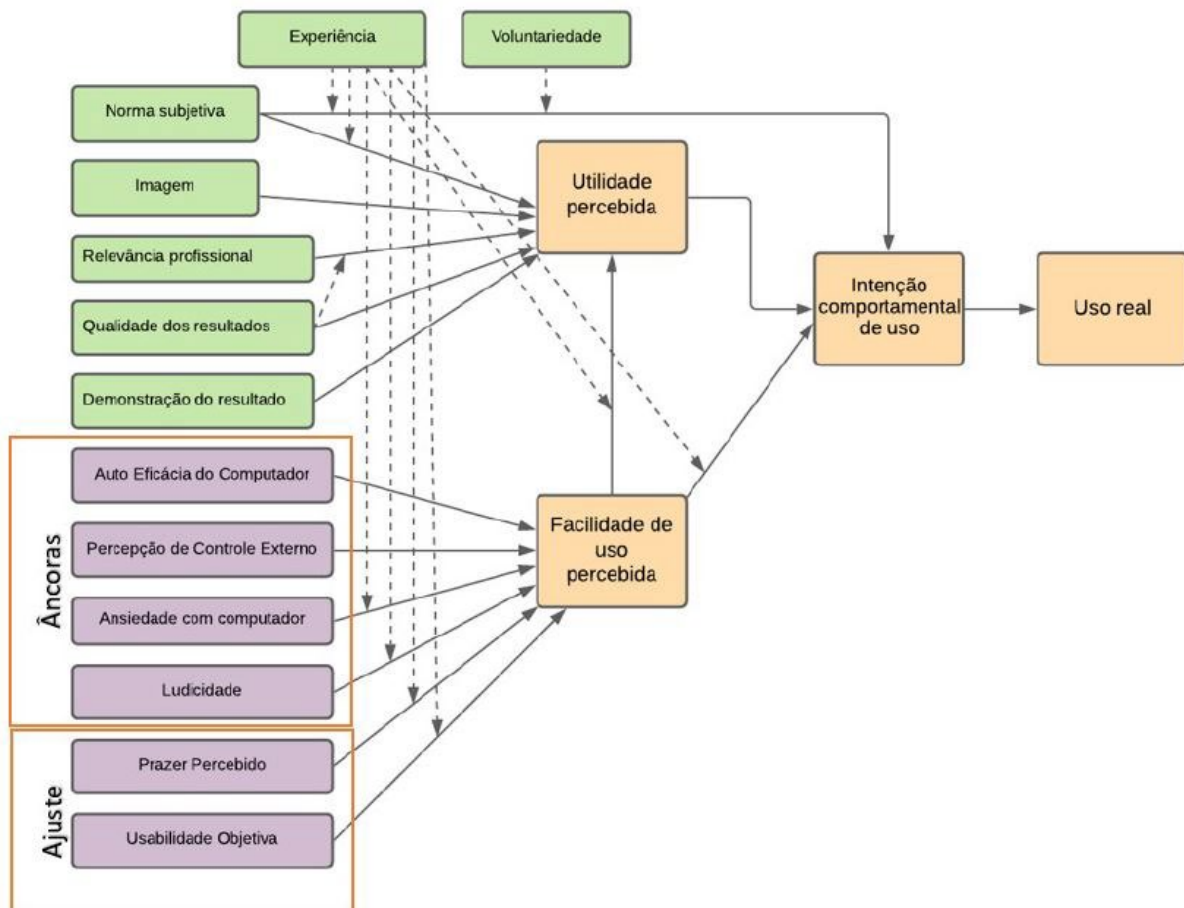 Experiência
Voluntariedade
Norma subjetiva
Imagem
Relevância profissional
Qualidade dos resultados
Demonstração do resultado
Utilidade
percebida
Intenção
comportamental
de uso
Uso real
Âncoras
Auto Eficácia do Computador
Percepção de Controle Externo
Ansiedade com computador
Ludicidade
Facilidade de
uso
percebida
Ajuste
Prazer Percebido
Usabilidade Objetiva